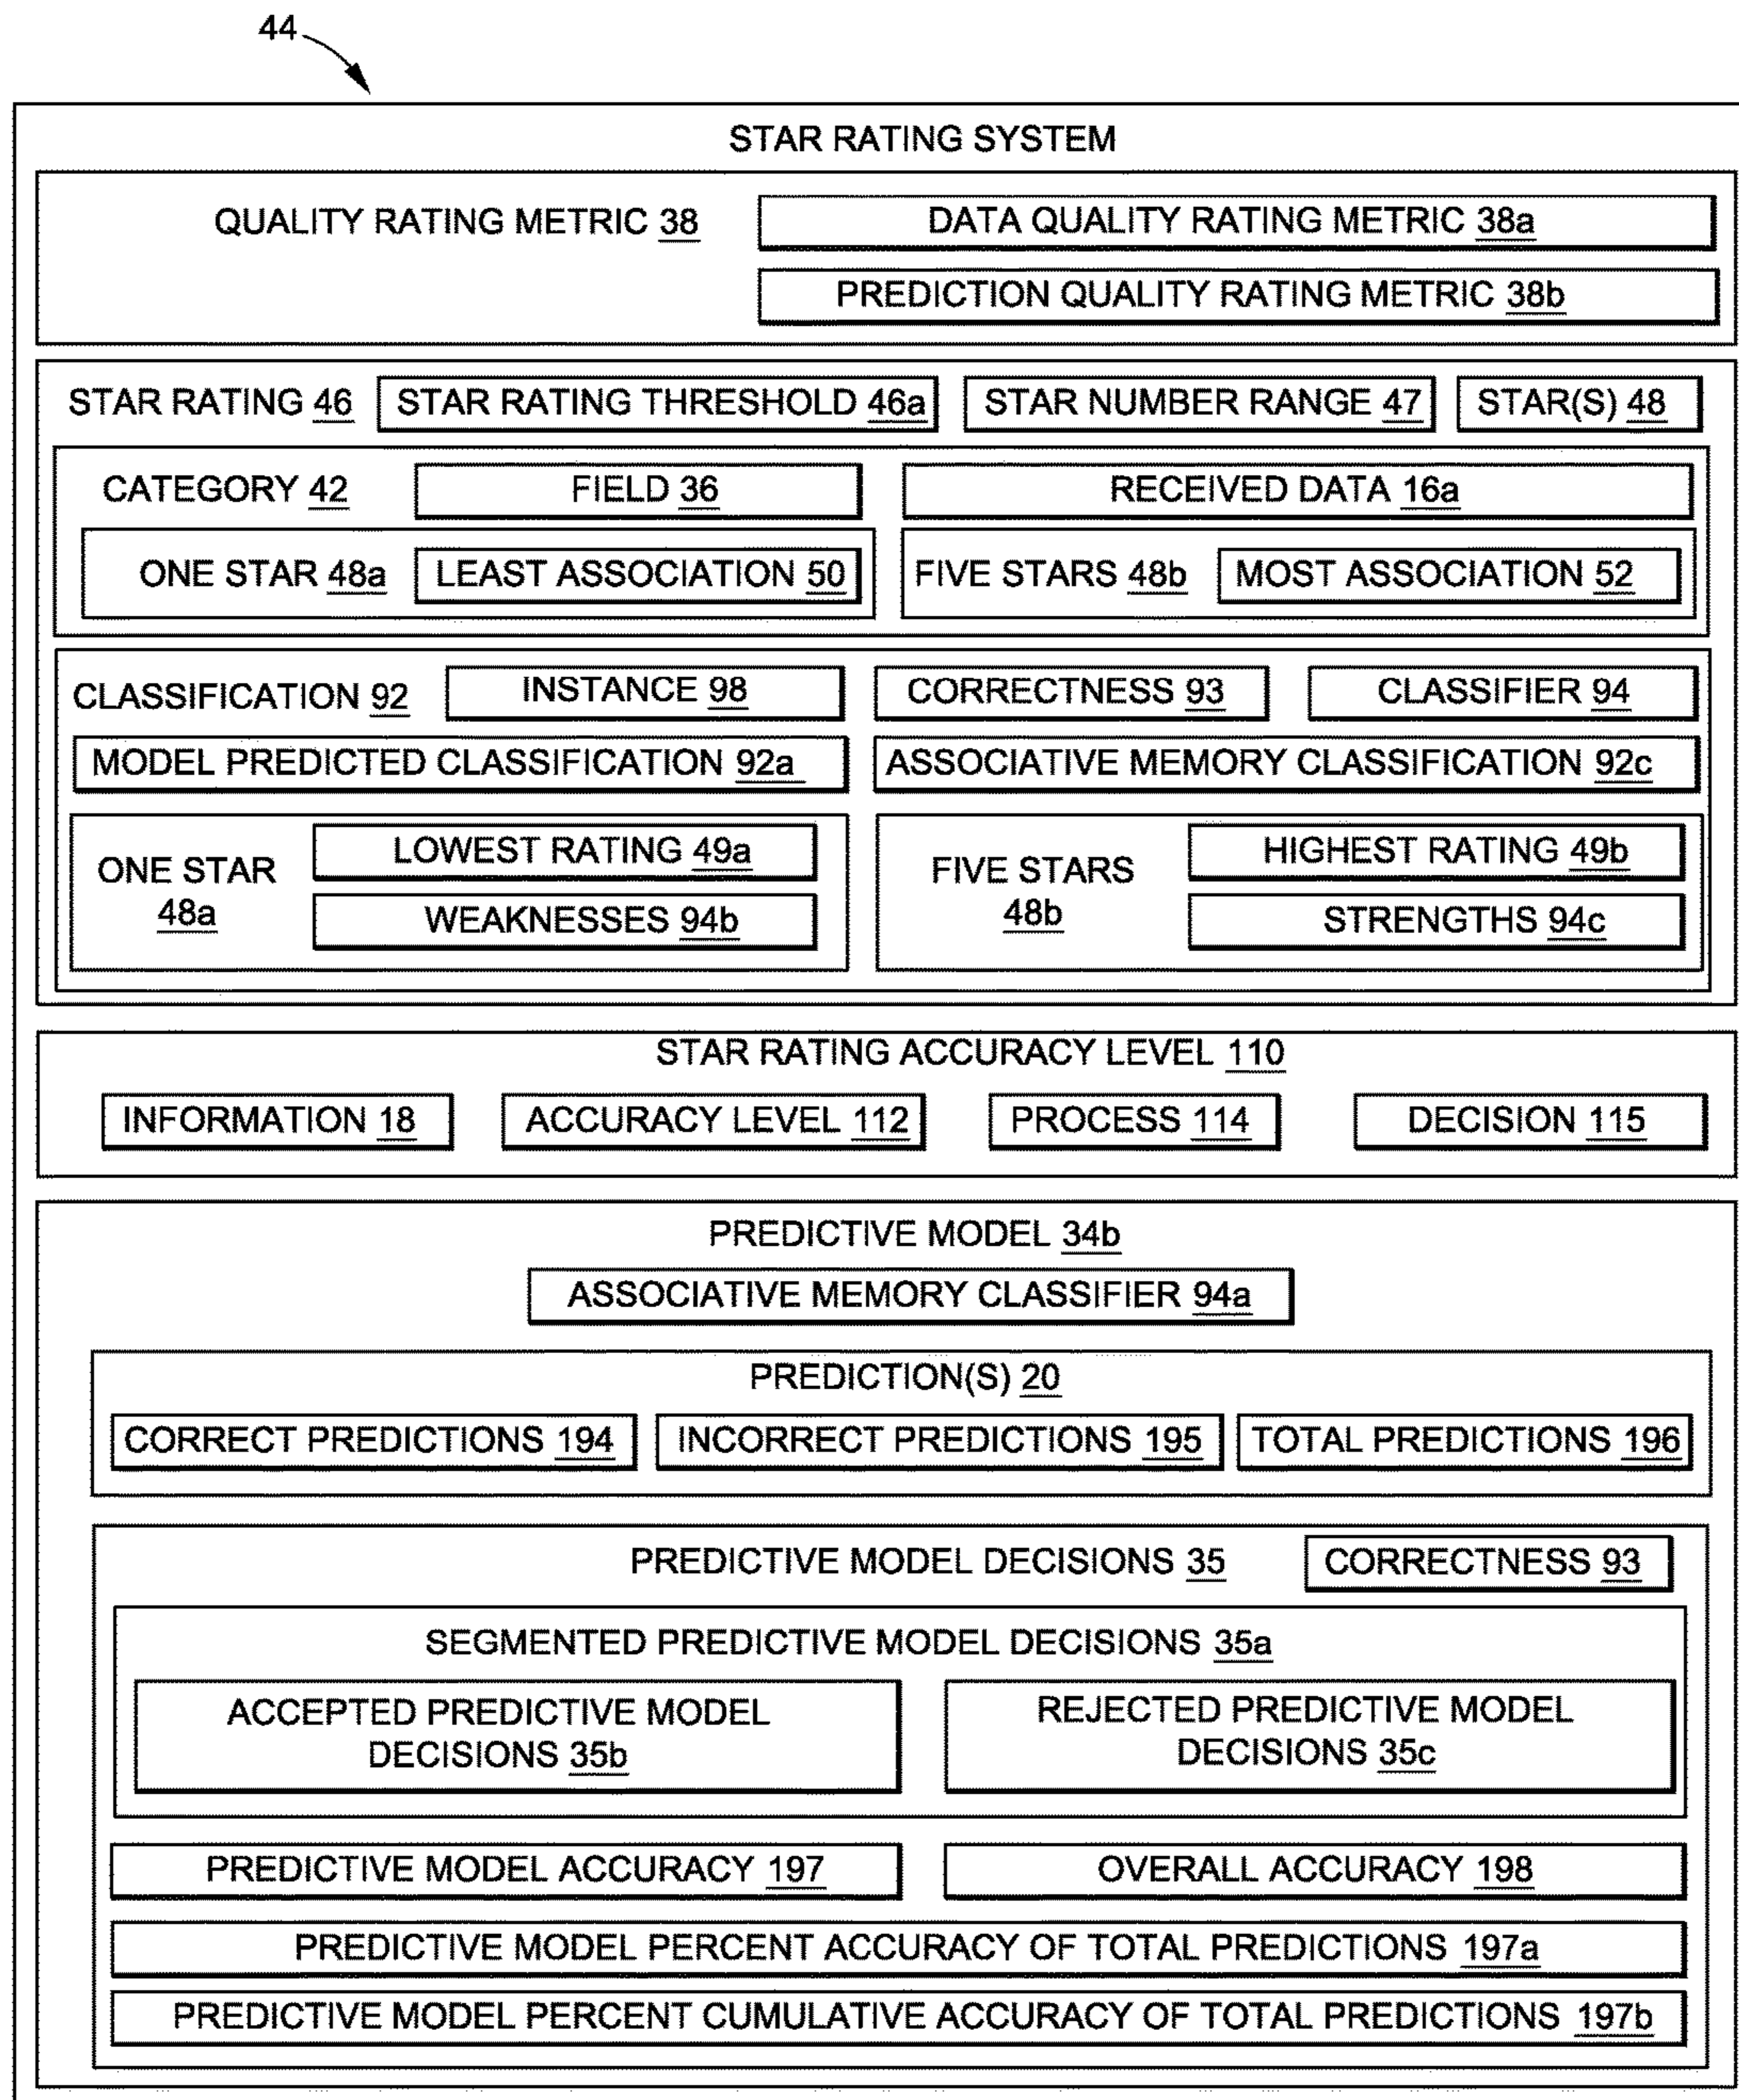 44
STAR RATING SYSTEM
QUALITY RATING METRIC 38
DATA QUALITY RATING METRIC 38a
PREDICTION QUALITY RATING METRIC 38b
STAR RATING 46
STAR RATING THRESHOLD 46a
STAR NUMBER RANGE 47
STAR(S) 48
CATEGORY 42
FIELD 36
RECEIVED DATA 16a
ONE STAR 48a
LEAST ASSOCIATION 50
FIVE STARS 48b
MOST ASSOCIATION 52
CLASSIFICATION 92
INSTANCE 98
CORRECTNESS 93
CLASSIFIER 94
MODEL PREDICTED CLASSIFICATION 92a
ASSOCIATIVE MEMORY CLASSIFICATION 92c
ONE STAR
48a
LOWEST RATING 49a
WEAKNESSES 94b
FIVE STARS
48b
HIGHEST RATING 49b
STRENGTHS 94c
STAR RATING ACCURACY LEVEL 110
INFORMATION 18
ACCURACY LEVEL 112
PROCESS 114
DECISION 115
PREDICTIVE MODEL 34b
ASSOCIATIVE MEMORY CLASSIFIER 94a
PREDICTION(S) 20
CORRECT PREDICTIONS 194
INCORRECT PREDICTIONS 195
TOTAL PREDICTIONS 196
PREDICTIVE MODEL DECISIONS 35
CORRECTNESS 93
SEGMENTED PREDICTIVE MODEL DECISIONS 35a
ACCEPTED PREDICTIVE MODEL
DECISIONS 35b
REJECTED PREDICTIVE MODEL
DECISIONS 35c
PREDICTIVE MODEL ACCURACY 197
OVERALL ACCURACY 198
PREDICTIVE MODEL PERCENT ACCURACY OF TOTAL PREDICTIONS 197a
PREDICTIVE MODEL PERCENT CUMULATIVE ACCURACY OF TOTAL PREDICTIONS 197b